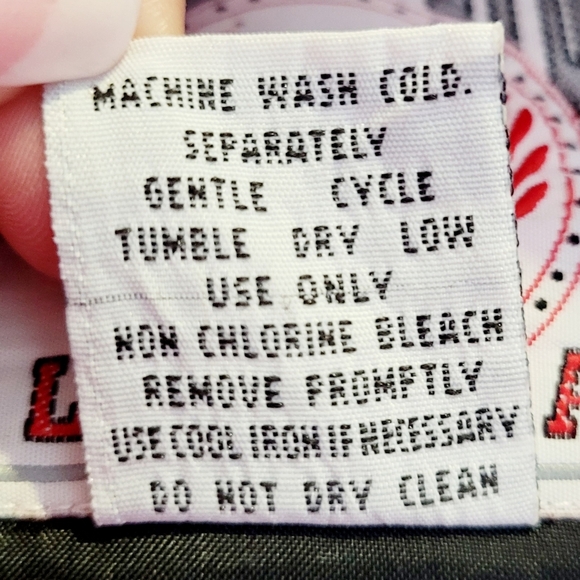 MACHINE WASH COLD.
SEPARATELY
GENTLE CYCLE
TUMBLE DRY LOW
USE ONLY
NON CHLORINE BLEACH
REMOVE PROMPTLY
USE COOL IRON IF NECESSARY
DO NOT DRY CLEAN
L A